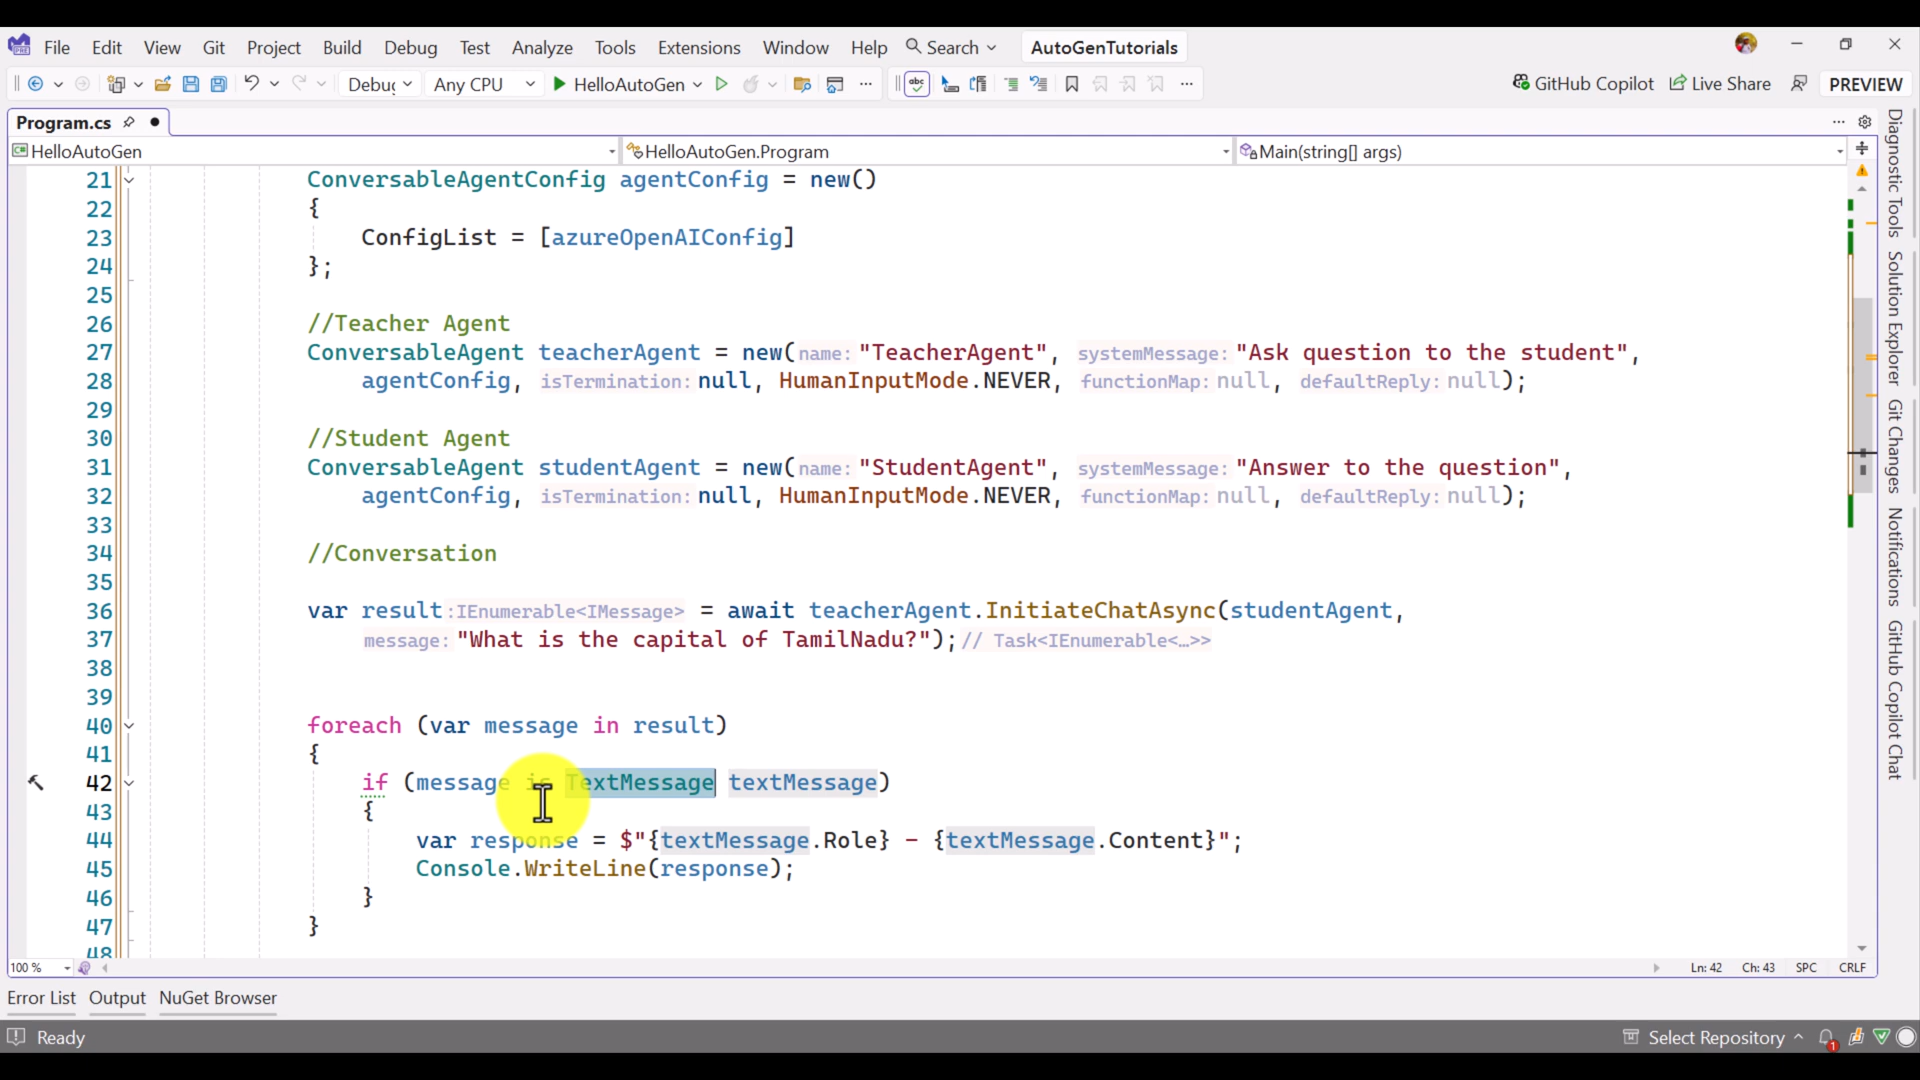 File Edit View Git Project Build Debug Test Analyze Tools Extensions Window Help Search AutoGenTutorials
Debug Any CPU HelloAutoGen GitHub Copilot Live Share PREVIEW
Program.cs
HelloAutoGen HelloAutoGen.Program Main(string[] args)
21 ConversableAgentConfig agentConfig = new()
22 {
23 ConfigList = [azureOpenAIConfig]
24 };
25
26 //Teacher Agent
27 ConversableAgent teacherAgent = new(name: "TeacherAgent", systemMessage: "Ask question to the student",
28 agentConfig, isTermination: null, HumanInputMode.NEVER, functionMap: null, defaultReply: null);
29
30 //Student Agent
31 ConversableAgent studentAgent = new(name: "StudentAgent", systemMessage: "Answer to the question",
32 agentConfig, isTermination: null, HumanInputMode.NEVER, functionMap: null, defaultReply: null);
33
34 //Conversation
35
36 var result:IEnumerable<IMessage> = await teacherAgent.InitiateChatAsync(studentAgent,
37 message: "What is the capital of TamilNadu?");// Task<IEnumerable<…>>
38
39
40 foreach (var message in result)
41 {
42 if (message is TextMessage textMessage)
43 {
44 var response = $"{textMessage.Role} - {textMessage.Content}";
45 Console.WriteLine(response);
46 }
47 }
48
100 % Ln: 42 Ch: 43 SPC CRLF
Error List Output NuGet Browser
Ready Select Repository 1
Diagnostic Tools
Solution Explorer
Git Changes
Notifications
GitHub Copilot Chat